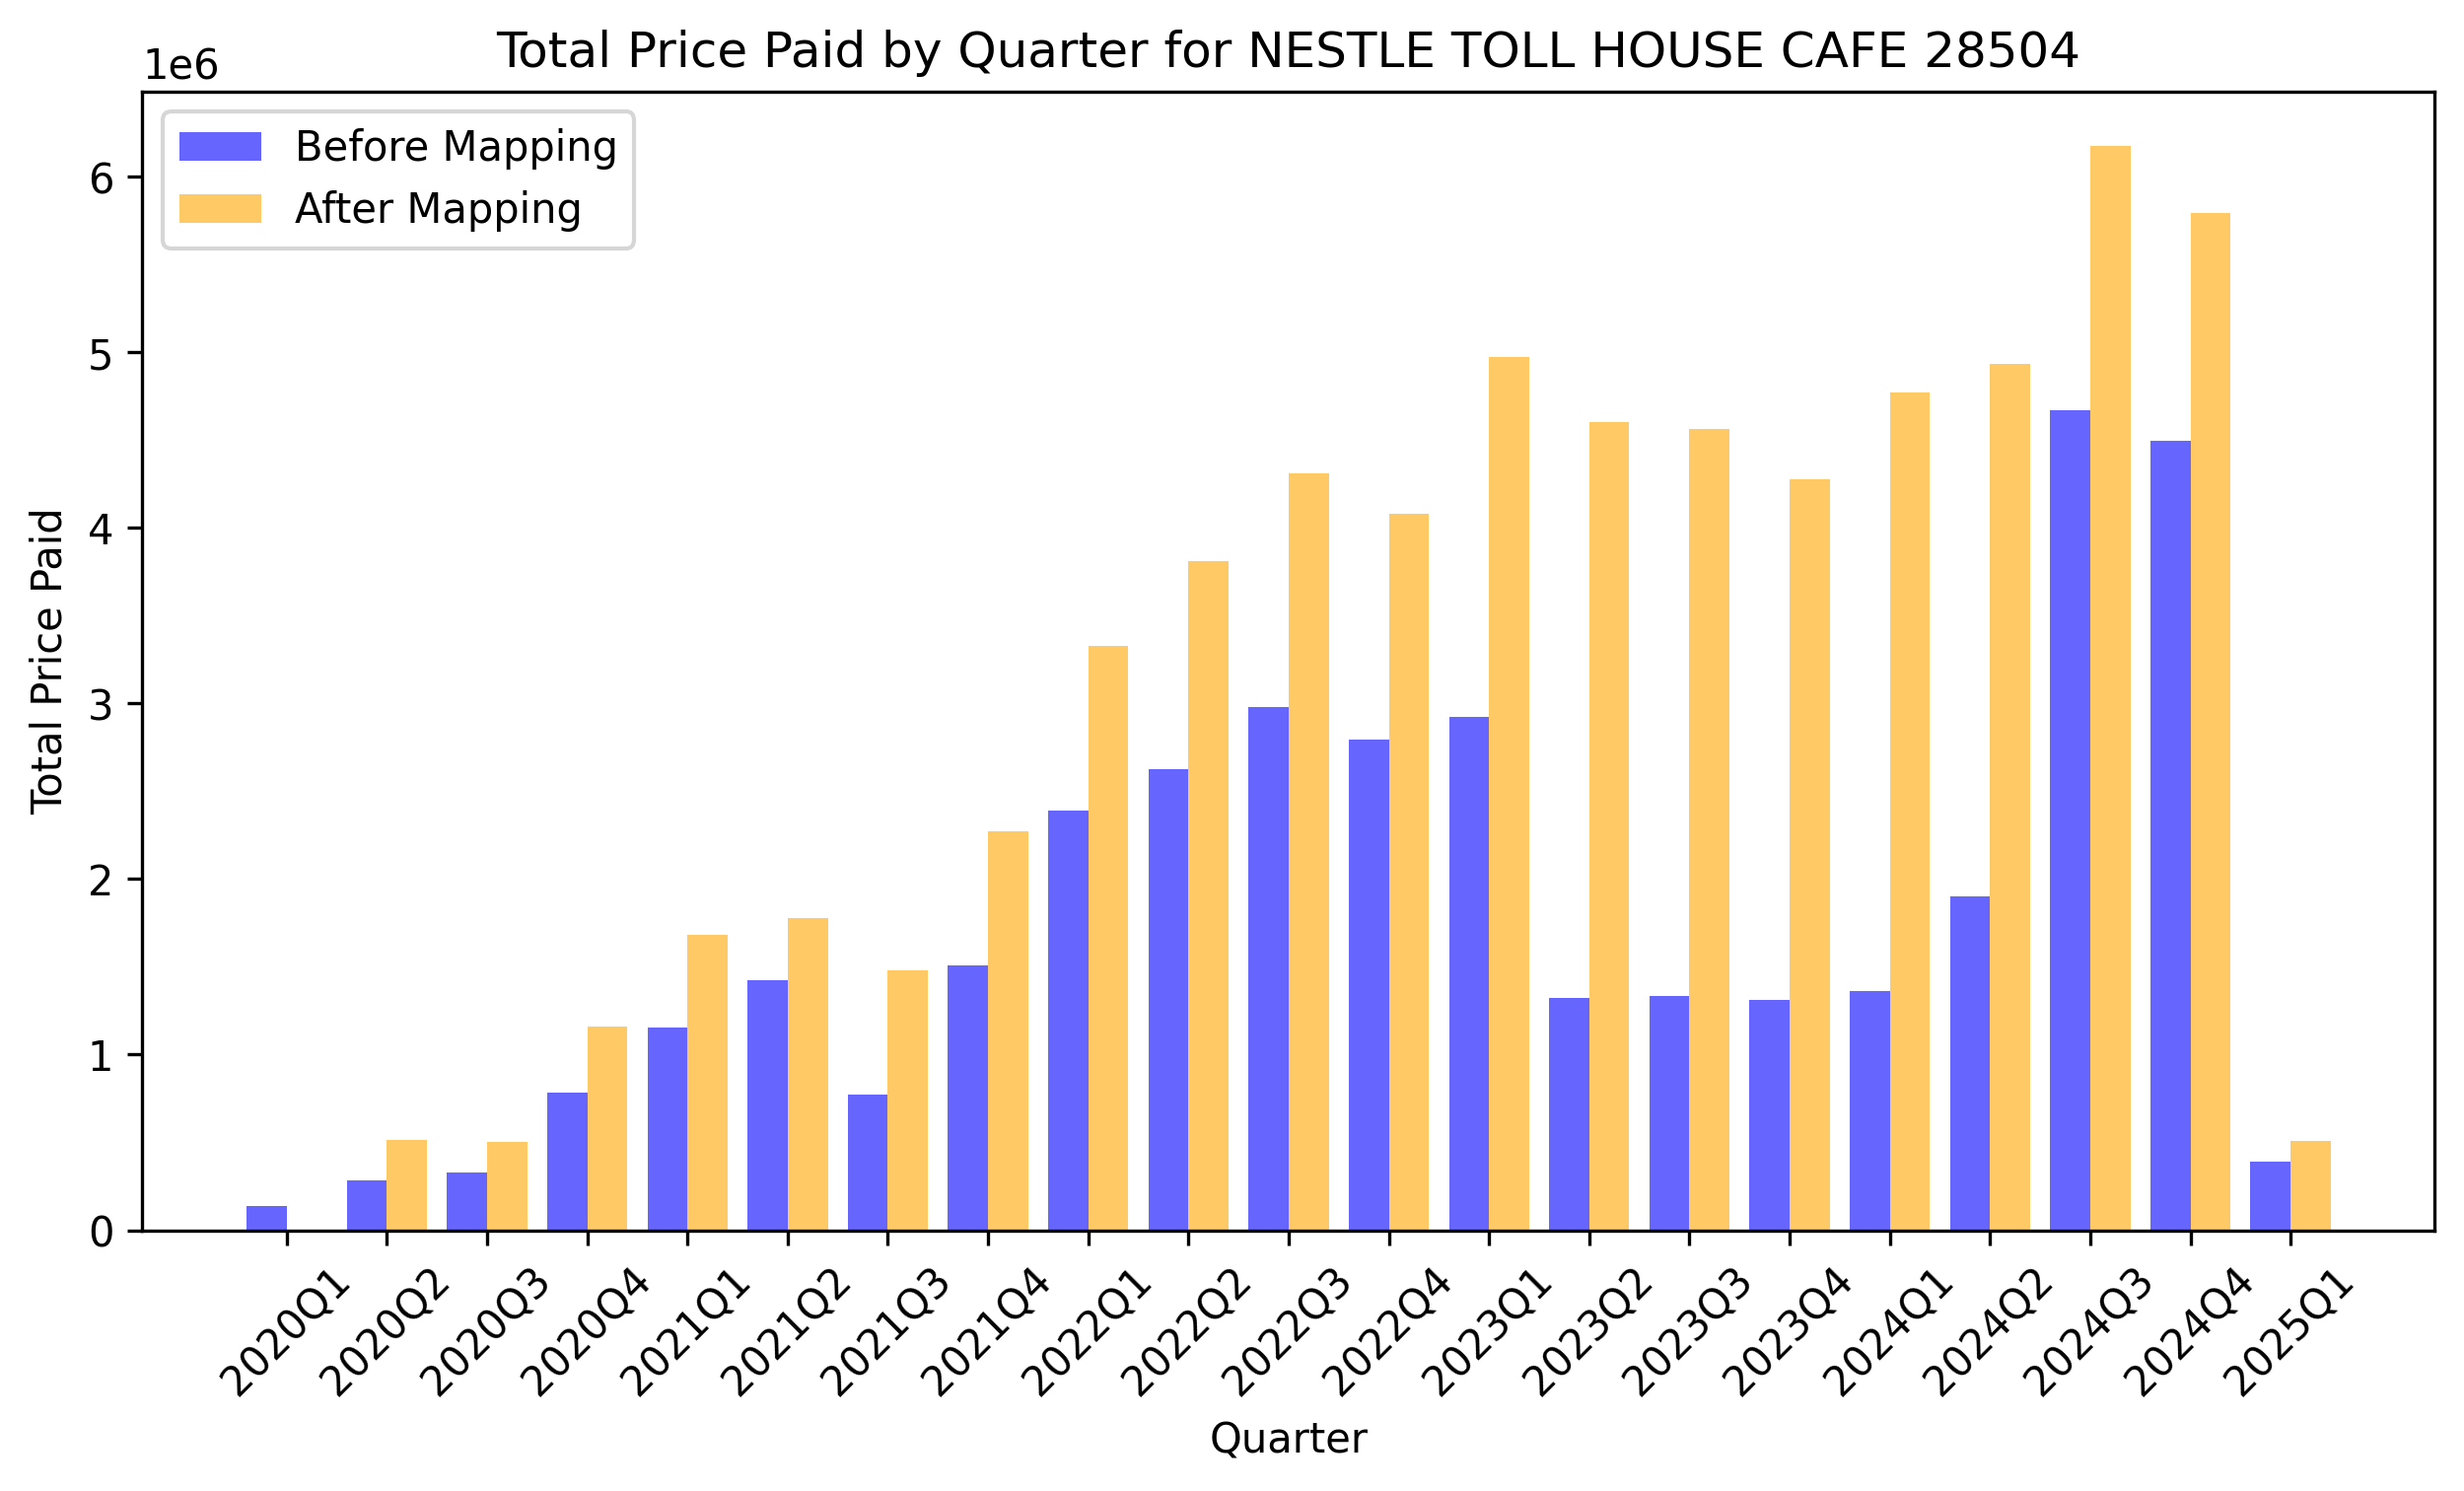 Total Price Paid by Quarter for NESTLE TOLL HOUSE CAFE 28504
1e6
Before Mapping
After Mapping
6
5
4
3
2
1
0
Total Price Paid
2020Q1
2020Q2
2020Q3
2020Q4
2021Q1
2021Q2
2021Q3
2021Q4
2022Q1
2022Q2
2022Q3
2022Q4
2023Q1
2023Q2
2023Q3
2023Q4
2024Q1
2024Q2
2024Q3
2024Q4
2025Q1
Quarter